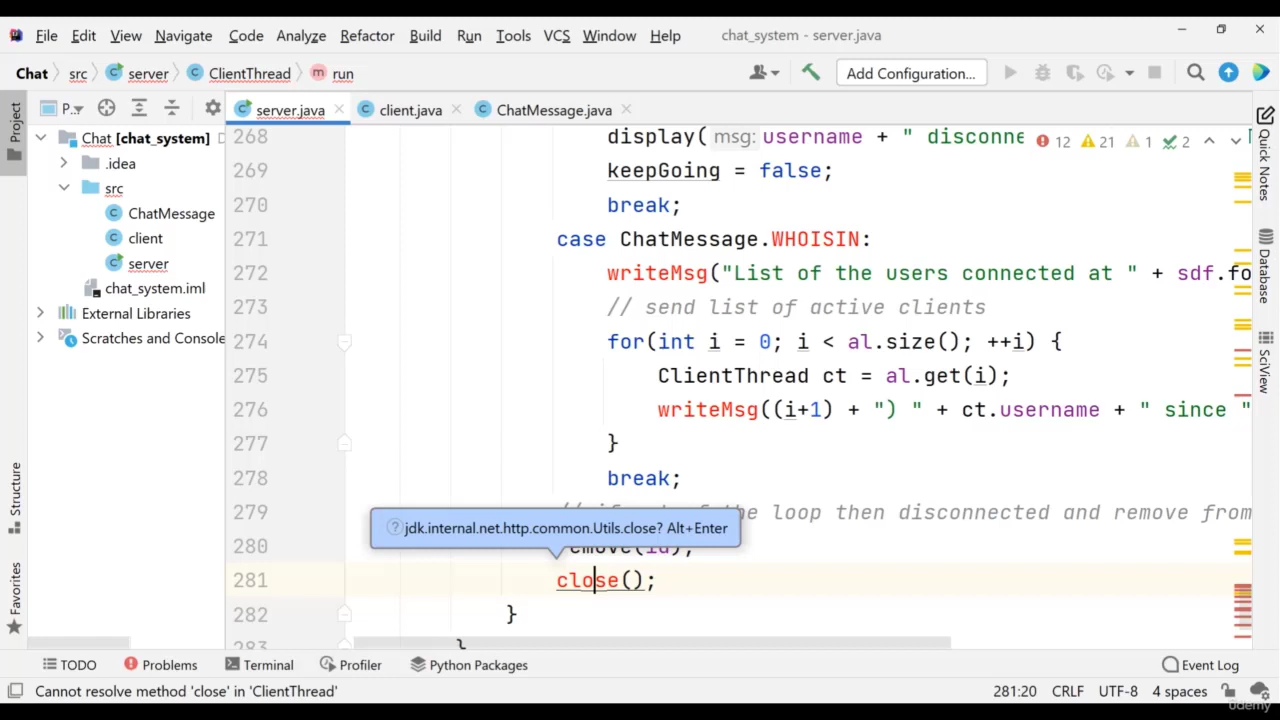 File Edit View Navigate Code Analyze Refactor Build Run Tools VCS Window Help chat_system - server.java
Chat src server ClientThread m run Add Configuration...
Project P... server.java client.java ChatMessage.java
Chat [chat_system]
.idea
src
ChatMessage
client
server
chat_system.iml
External Libraries
Scratches and Console
12 21 1 2
268 display( msg: username + " disconne
269 keepGoing = false;
270 break;
271 case ChatMessage.WHOISIN:
272 writeMsg("List of the users connected at " + sdf.fo
273 // send list of active clients
274 for(int i = 0; i < al.size(); ++i) {
275 ClientThread ct = al.get(i);
276 writeMsg((i+1) + ") " + ct.username + " since "
277 }
278 break;
279 the loop then disconnected and remove from
jdk.internal.net.http.common.Utils.close? Alt+Enter
280 emove(id);
281 close();
282 }
283 }
Quick Notes
Database
SciView
Structure
Favorites
TODO Problems Terminal Profiler Python Packages Event Log
Cannot resolve method 'close' in 'ClientThread' 281:20 CRLF UTF-8 4 spaces
udemy